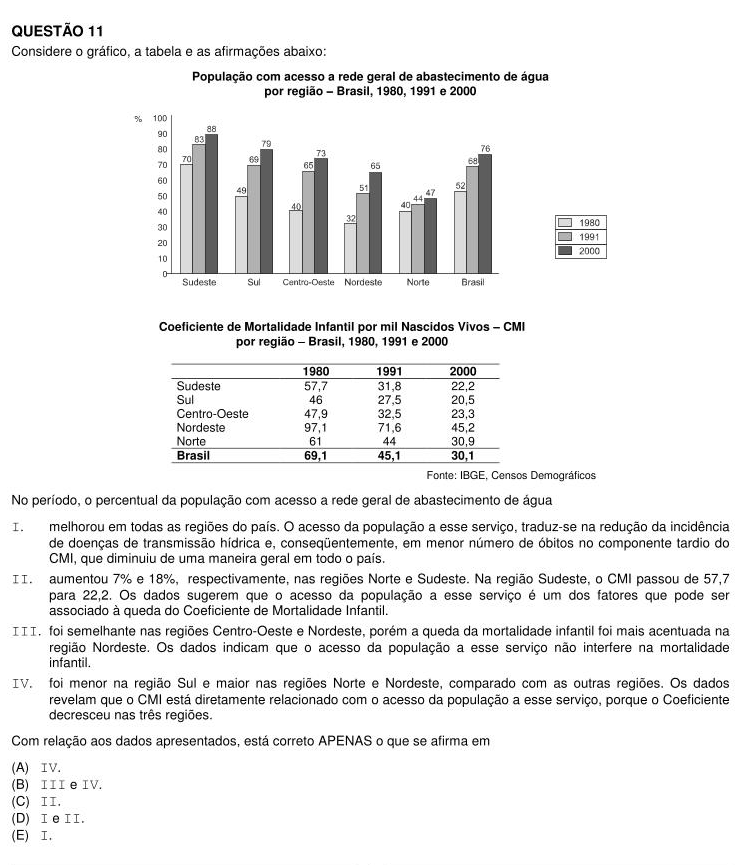 QUESTÃO 11
Considere o gráfico, a tabela e as afirmações abaixo:
População com acesso a rede geral de abastecimento de água
por região – Brasil, 1980, 1991 e 2000
%
100
90
80
70
60
50
40
30
20
10
0
70 83 88
49 69 79
40 65 73
32 51 65
40 44 47
52 68 76
Sudeste Sul Centro-Oeste Nordeste Norte Brasil
1980
1991
2000
Coeficiente de Mortalidade Infantil por mil Nascidos Vivos – CMI
por região – Brasil, 1980, 1991 e 2000
1980 1991 2000
Sudeste 57,7 31,8 22,2
Sul 46 27,5 20,5
Centro-Oeste 47,9 32,5 23,3
Nordeste 97,1 71,6 45,2
Norte 61 44 30,9
Brasil 69,1 45,1 30,1
Fonte: IBGE, Censos Demográficos
No período, o percentual da população com acesso a rede geral de abastecimento de água
I. melhorou em todas as regiões do país. O acesso da população a esse serviço, traduz-se na redução da incidência
de doenças de transmissão hídrica e, conseqüentemente, em menor número de óbitos no componente tardio do
CMI, que diminuiu de uma maneira geral em todo o país.
II. aumentou 7% e 18%, respectivamente, nas regiões Norte e Sudeste. Na região Sudeste, o CMI passou de 57,7
para 22,2. Os dados sugerem que o acesso da população a esse serviço é um dos fatores que pode ser
associado à queda do Coeficiente de Mortalidade Infantil.
III. foi semelhante nas regiões Centro-Oeste e Nordeste, porém a queda da mortalidade infantil foi mais acentuada na
região Nordeste. Os dados indicam que o acesso da população a esse serviço não interfere na mortalidade
infantil.
IV. foi menor na região Sul e maior nas regiões Norte e Nordeste, comparado com as outras regiões. Os dados
revelam que o CMI está diretamente relacionado com o acesso da população a esse serviço, porque o Coeficiente
decresceu nas três regiões.
Com relação aos dados apresentados, está correto APENAS o que se afirma em
(A) IV.
(B) III e IV.
(C) II.
(D) I e II.
(E) I.